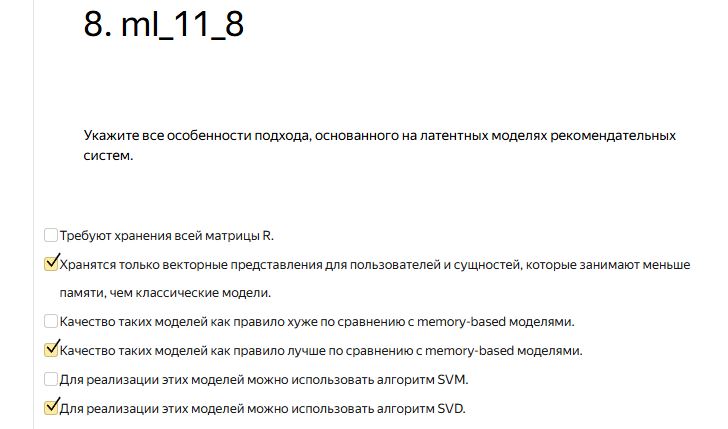 8. ml_11_8
Укажите все особенности подхода, основанного на латентных моделях рекомендательных
систем.
Требуют хранения всей матрицы R.
Хранятся только векторные представления для пользователей и сущностей, которые занимают меньше
памяти, чем классические модели.
Качество таких моделей как правило хуже по сравнению с memory-based моделями.
Качество таких моделей как правило лучше по сравнению с memory-based моделями.
Для реализации этих моделей можно использовать алгоритм SVM.
Для реализации этих моделей можно использовать алгоритм SVD.